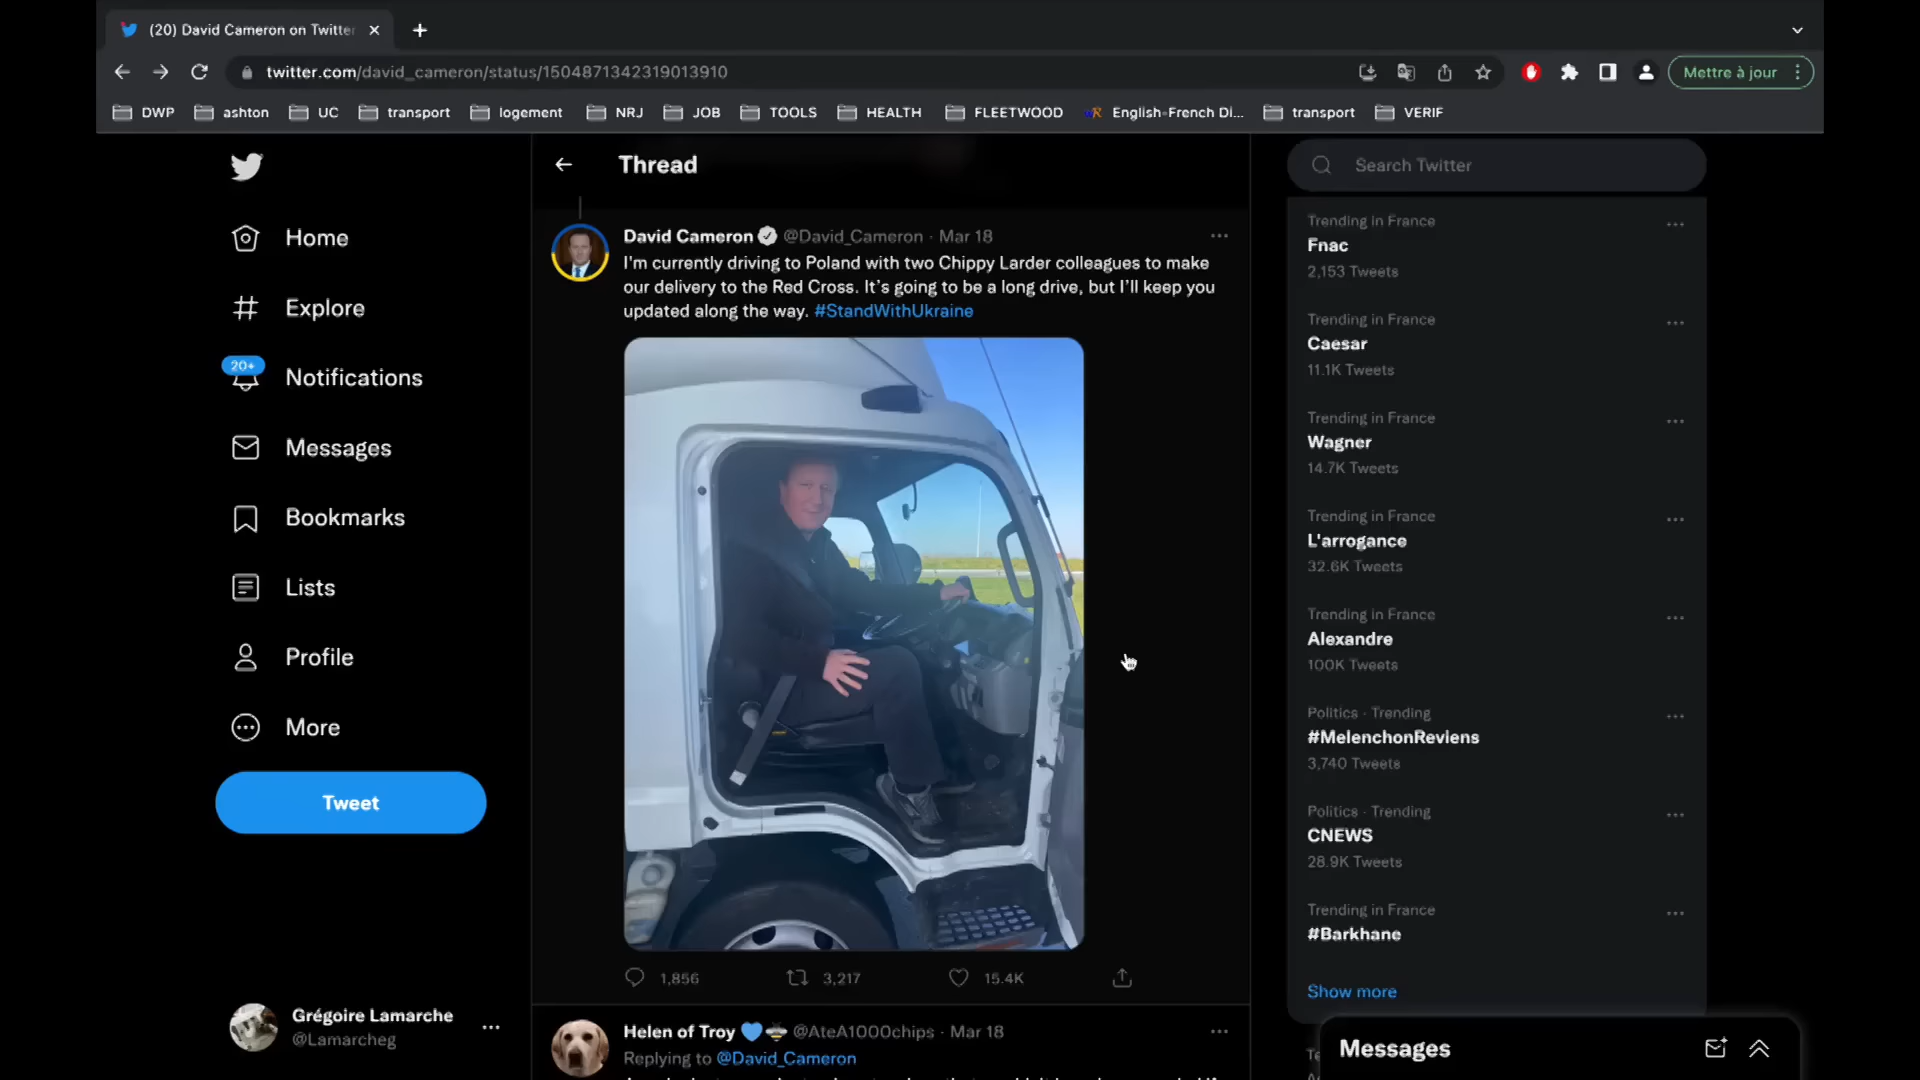 (20) David Cameron on Twitter
twitter.com/david_cameron/status/1504871342319013910
Mettre à jour
DWP
ashton
UC
transport
logement
NRJ
JOB
TOOLS
HEALTH
FLEETWOOD
English-French Di...
transport
VERIF
Home
Explore
20+
Notifications
Messages
Bookmarks
Lists
Profile
More
Tweet
Grégoire Lamarche
@Lamarcheg
Thread
David Cameron @David_Cameron · Mar 18
I'm currently driving to Poland with two Chippy Larder colleagues to make
our delivery to the Red Cross. It's going to be a long drive, but I'll keep you
updated along the way. #StandWithUkraine
1,856
3,217
15.4K
Helen of Troy @AteA1000chips · Mar 18
Replying to @David_Cameron
Search Twitter
Trending in France
Fnac
2,153 Tweets
Trending in France
Caesar
11.1K Tweets
Trending in France
Wagner
14.7K Tweets
Trending in France
L'arrogance
32.6K Tweets
Trending in France
Alexandre
100K Tweets
Politics · Trending
#MelenchonReviens
3,740 Tweets
Politics · Trending
CNEWS
28.9K Tweets
Trending in France
#Barkhane
Show more
Messages